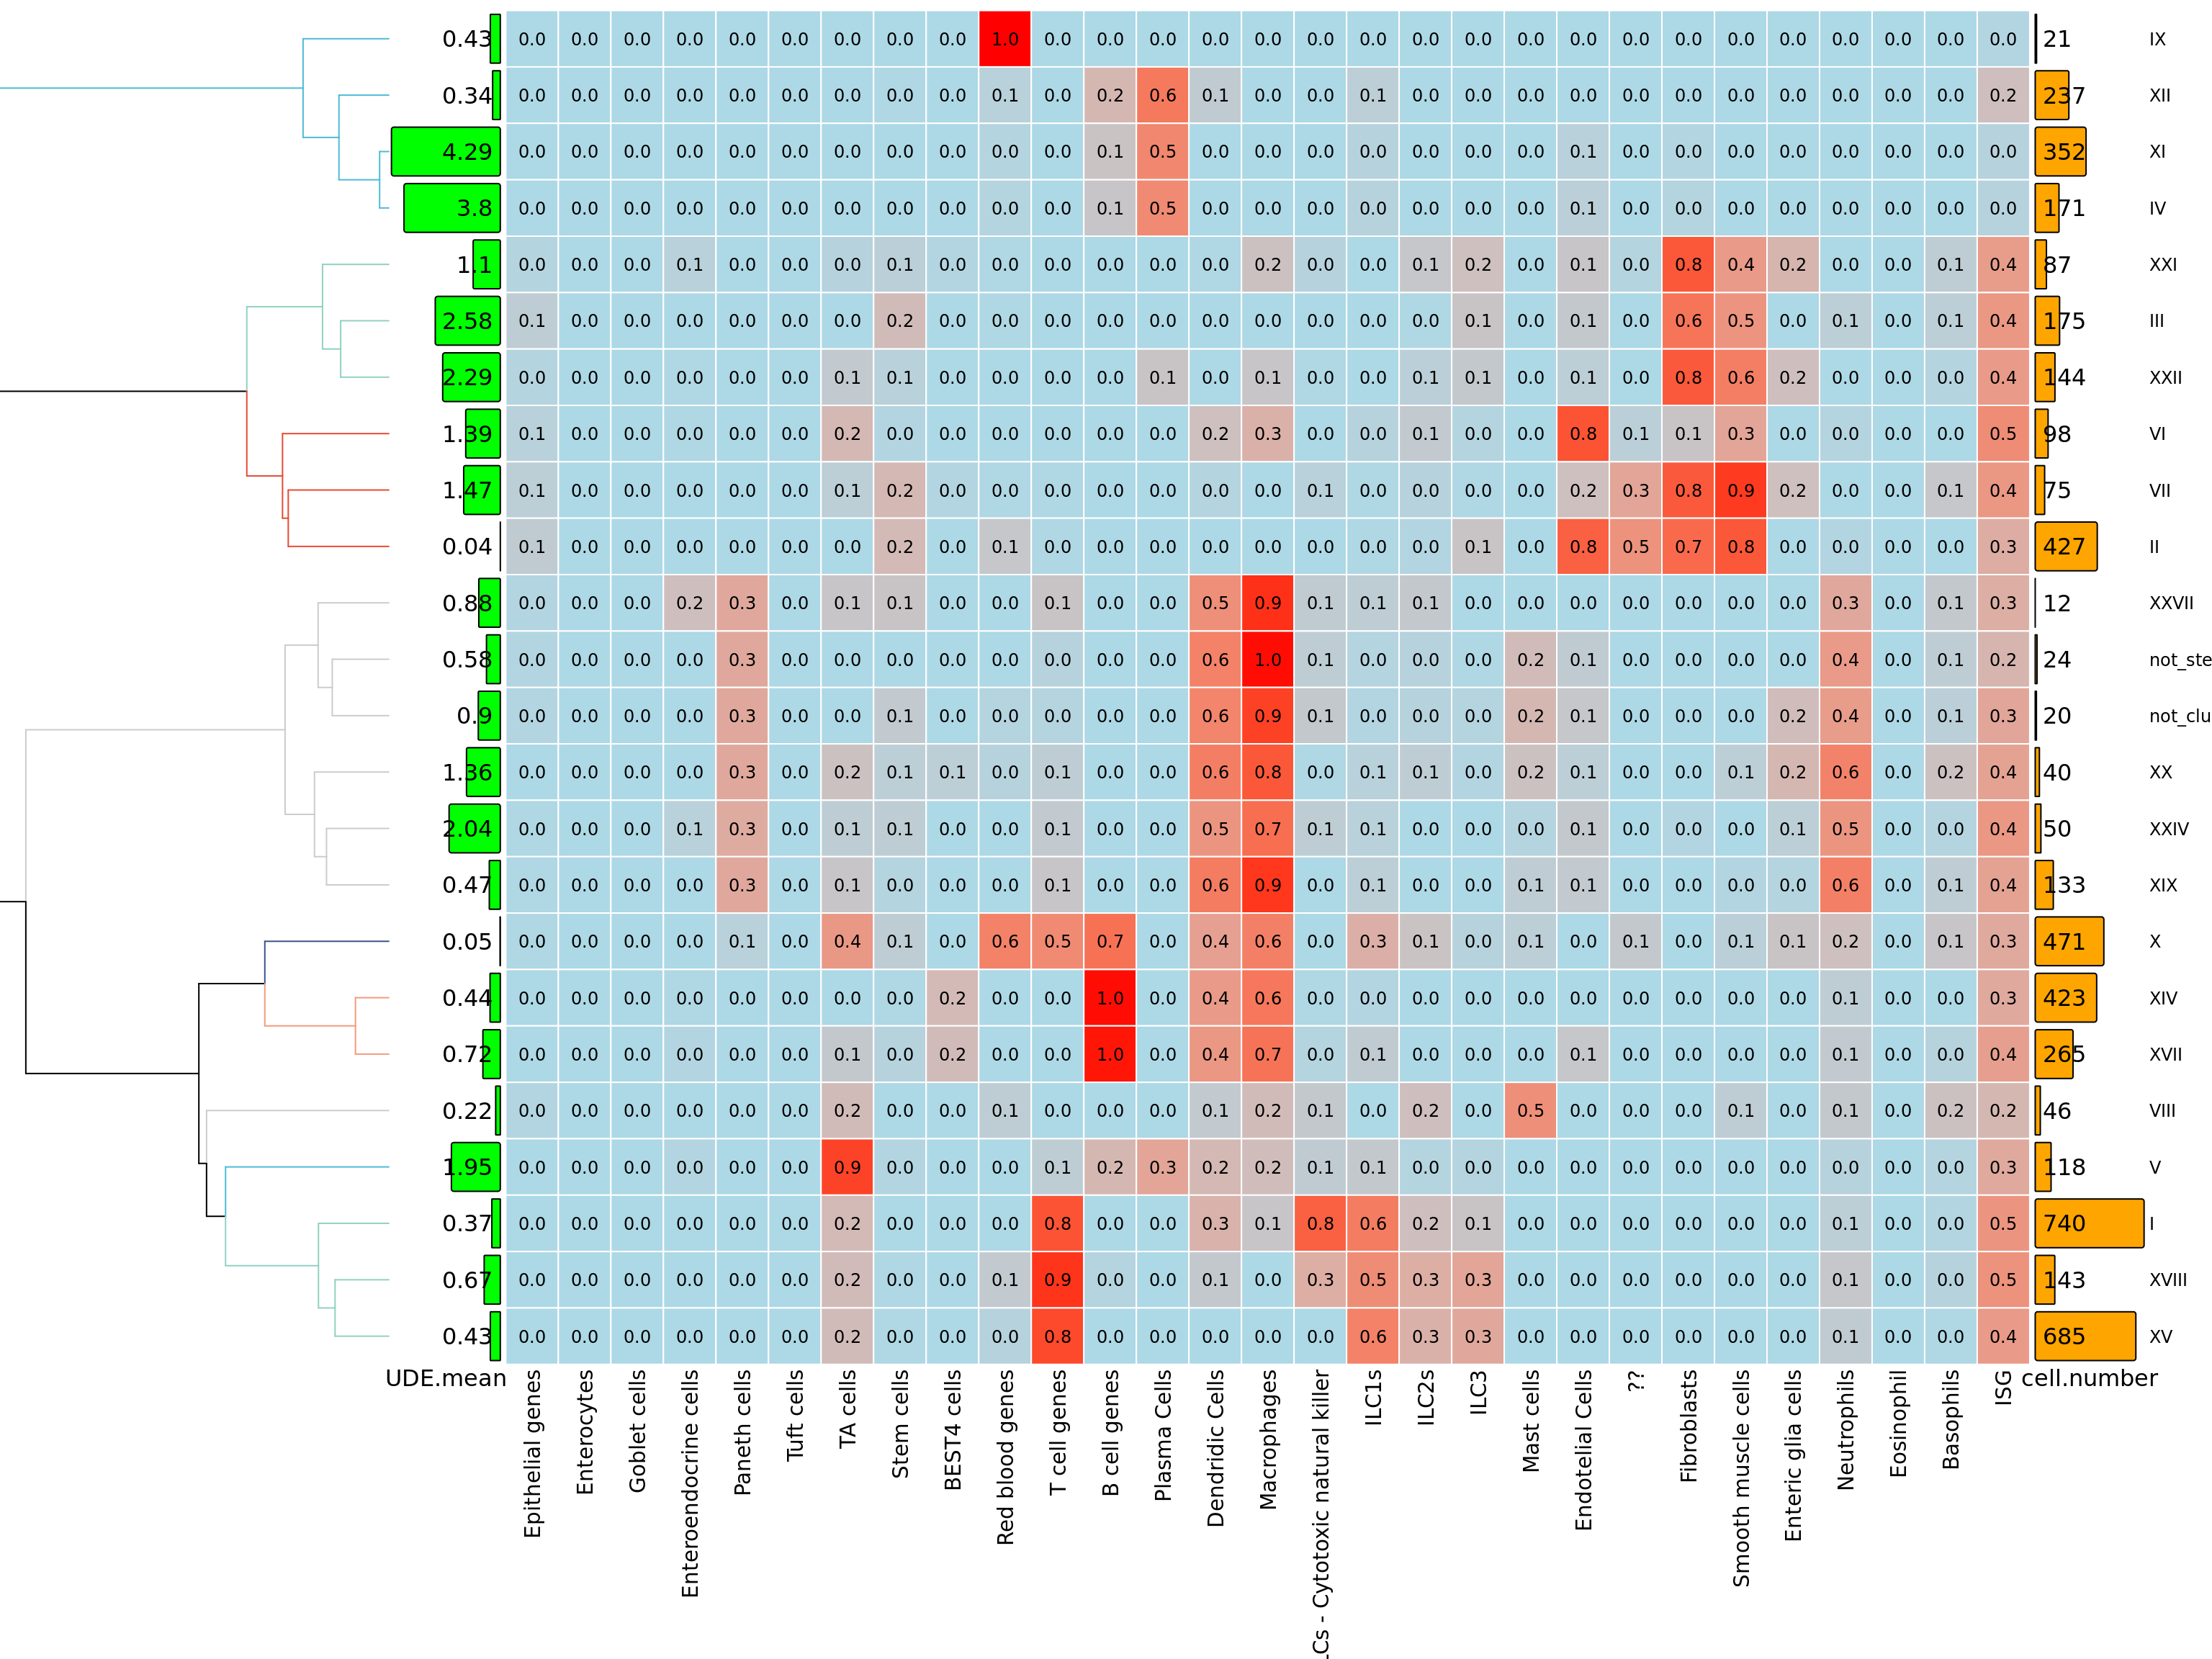 0.43 0.0 0.0 0.0 0.0 0.0 0.0 0.0 0.0 0.0 1.0 0.0 0.0 0.0 0.0 0.0 0.0 0.0 0.0 0.0 0.0 0.0 0.0 0.0 0.0 0.0 0.0 0.0 0.0 0.0 21 IX
0.34 0.0 0.0 0.0 0.0 0.0 0.0 0.0 0.0 0.0 0.1 0.0 0.2 0.6 0.1 0.0 0.0 0.1 0.0 0.0 0.0 0.0 0.0 0.0 0.0 0.0 0.0 0.0 0.0 0.2 237 XII
4.29 0.0 0.0 0.0 0.0 0.0 0.0 0.0 0.0 0.0 0.0 0.0 0.1 0.5 0.0 0.0 0.0 0.0 0.0 0.0 0.0 0.1 0.0 0.0 0.0 0.0 0.0 0.0 0.0 0.0 352 XI
3.8 0.0 0.0 0.0 0.0 0.0 0.0 0.0 0.0 0.0 0.0 0.0 0.1 0.5 0.0 0.0 0.0 0.0 0.0 0.0 0.0 0.1 0.0 0.0 0.0 0.0 0.0 0.0 0.0 0.0 171 IV
1.1 0.0 0.0 0.0 0.1 0.0 0.0 0.0 0.1 0.0 0.0 0.0 0.0 0.0 0.0 0.2 0.0 0.0 0.1 0.2 0.0 0.1 0.0 0.8 0.4 0.2 0.0 0.0 0.1 0.4 87 XXI
2.58 0.1 0.0 0.0 0.0 0.0 0.0 0.0 0.2 0.0 0.0 0.0 0.0 0.0 0.0 0.0 0.0 0.0 0.0 0.1 0.0 0.1 0.0 0.6 0.5 0.0 0.1 0.0 0.1 0.4 175 III
2.29 0.0 0.0 0.0 0.0 0.0 0.0 0.1 0.1 0.0 0.0 0.0 0.0 0.1 0.0 0.1 0.0 0.0 0.1 0.1 0.0 0.1 0.0 0.8 0.6 0.2 0.0 0.0 0.0 0.4 144 XXII
1.39 0.1 0.0 0.0 0.0 0.0 0.0 0.2 0.0 0.0 0.0 0.0 0.0 0.0 0.2 0.3 0.0 0.0 0.1 0.0 0.0 0.8 0.1 0.1 0.3 0.0 0.0 0.0 0.0 0.5 98 VI
1.47 0.1 0.0 0.0 0.0 0.0 0.0 0.1 0.2 0.0 0.0 0.0 0.0 0.0 0.0 0.0 0.1 0.0 0.0 0.0 0.0 0.2 0.3 0.8 0.9 0.2 0.0 0.0 0.1 0.4 75 VII
0.04 0.1 0.0 0.0 0.0 0.0 0.0 0.0 0.2 0.0 0.1 0.0 0.0 0.0 0.0 0.0 0.0 0.0 0.0 0.1 0.0 0.8 0.5 0.7 0.8 0.0 0.0 0.0 0.0 0.3 427 II
0.88 0.0 0.0 0.0 0.2 0.3 0.0 0.1 0.1 0.0 0.0 0.1 0.0 0.0 0.5 0.9 0.1 0.1 0.1 0.0 0.0 0.0 0.0 0.0 0.0 0.0 0.3 0.0 0.1 0.3 12 XXVII
0.58 0.0 0.0 0.0 0.0 0.3 0.0 0.0 0.0 0.0 0.0 0.0 0.0 0.0 0.6 1.0 0.1 0.0 0.0 0.0 0.2 0.1 0.0 0.0 0.0 0.0 0.4 0.0 0.1 0.2 24 not_ste
0.9 0.0 0.0 0.0 0.0 0.3 0.0 0.0 0.1 0.0 0.0 0.0 0.0 0.0 0.6 0.9 0.1 0.0 0.0 0.0 0.2 0.1 0.0 0.0 0.0 0.2 0.4 0.0 0.1 0.3 20 not_clu
1.36 0.0 0.0 0.0 0.0 0.3 0.0 0.2 0.1 0.1 0.0 0.1 0.0 0.0 0.6 0.8 0.0 0.1 0.1 0.0 0.2 0.1 0.0 0.0 0.1 0.2 0.6 0.0 0.2 0.4 40 XX
2.04 0.0 0.0 0.0 0.1 0.3 0.0 0.1 0.1 0.0 0.0 0.1 0.0 0.0 0.5 0.7 0.1 0.1 0.0 0.0 0.0 0.1 0.0 0.0 0.0 0.1 0.5 0.0 0.0 0.4 50 XXIV
0.47 0.0 0.0 0.0 0.0 0.3 0.0 0.1 0.0 0.0 0.0 0.1 0.0 0.0 0.6 0.9 0.0 0.1 0.0 0.0 0.1 0.1 0.0 0.0 0.0 0.0 0.6 0.0 0.1 0.4 133 XIX
0.05 0.0 0.0 0.0 0.0 0.1 0.0 0.4 0.1 0.0 0.6 0.5 0.7 0.0 0.4 0.6 0.0 0.3 0.1 0.0 0.1 0.0 0.1 0.0 0.1 0.1 0.2 0.0 0.1 0.3 471 X
0.44 0.0 0.0 0.0 0.0 0.0 0.0 0.0 0.0 0.2 0.0 0.0 1.0 0.0 0.4 0.6 0.0 0.0 0.0 0.0 0.0 0.0 0.0 0.0 0.0 0.0 0.1 0.0 0.0 0.3 423 XIV
0.72 0.0 0.0 0.0 0.0 0.0 0.0 0.1 0.0 0.2 0.0 0.0 1.0 0.0 0.4 0.7 0.0 0.1 0.0 0.0 0.0 0.1 0.0 0.0 0.0 0.0 0.1 0.0 0.0 0.4 265 XVII
0.22 0.0 0.0 0.0 0.0 0.0 0.0 0.2 0.0 0.0 0.1 0.0 0.0 0.0 0.1 0.2 0.1 0.0 0.2 0.0 0.5 0.0 0.0 0.0 0.1 0.0 0.1 0.0 0.2 0.2 46 VIII
1.95 0.0 0.0 0.0 0.0 0.0 0.0 0.9 0.0 0.0 0.0 0.1 0.2 0.3 0.2 0.2 0.1 0.1 0.0 0.0 0.0 0.0 0.0 0.0 0.0 0.0 0.0 0.0 0.0 0.3 118 V
0.37 0.0 0.0 0.0 0.0 0.0 0.0 0.2 0.0 0.0 0.0 0.8 0.0 0.0 0.3 0.1 0.8 0.6 0.2 0.1 0.0 0.0 0.0 0.0 0.0 0.0 0.1 0.0 0.0 0.5 740 I
0.67 0.0 0.0 0.0 0.0 0.0 0.0 0.2 0.0 0.0 0.1 0.9 0.0 0.0 0.1 0.0 0.3 0.5 0.3 0.3 0.0 0.0 0.0 0.0 0.0 0.0 0.1 0.0 0.0 0.5 143 XVIII
0.43 0.0 0.0 0.0 0.0 0.0 0.0 0.2 0.0 0.0 0.0 0.8 0.0 0.0 0.0 0.0 0.0 0.6 0.3 0.3 0.0 0.0 0.0 0.0 0.0 0.0 0.1 0.0 0.0 0.4 685 XV
UDE.mean
Epithelial genes
Enterocytes
Goblet cells
Enteroendocrine cells
Paneth cells
Tuft cells
TA cells
Stem cells
BEST4 cells
Red blood genes
T cell genes
B cell genes
Plasma Cells
Dendridic Cells
Macrophages
Cs - Cytotoxic natural killer
ILC1s
ILC2s
ILC3
Mast cells
Endotelial Cells
??
Fibroblasts
Smooth muscle cells
Enteric glia cells
Neutrophils
Eosinophil
Basophils
ISG
cell.number